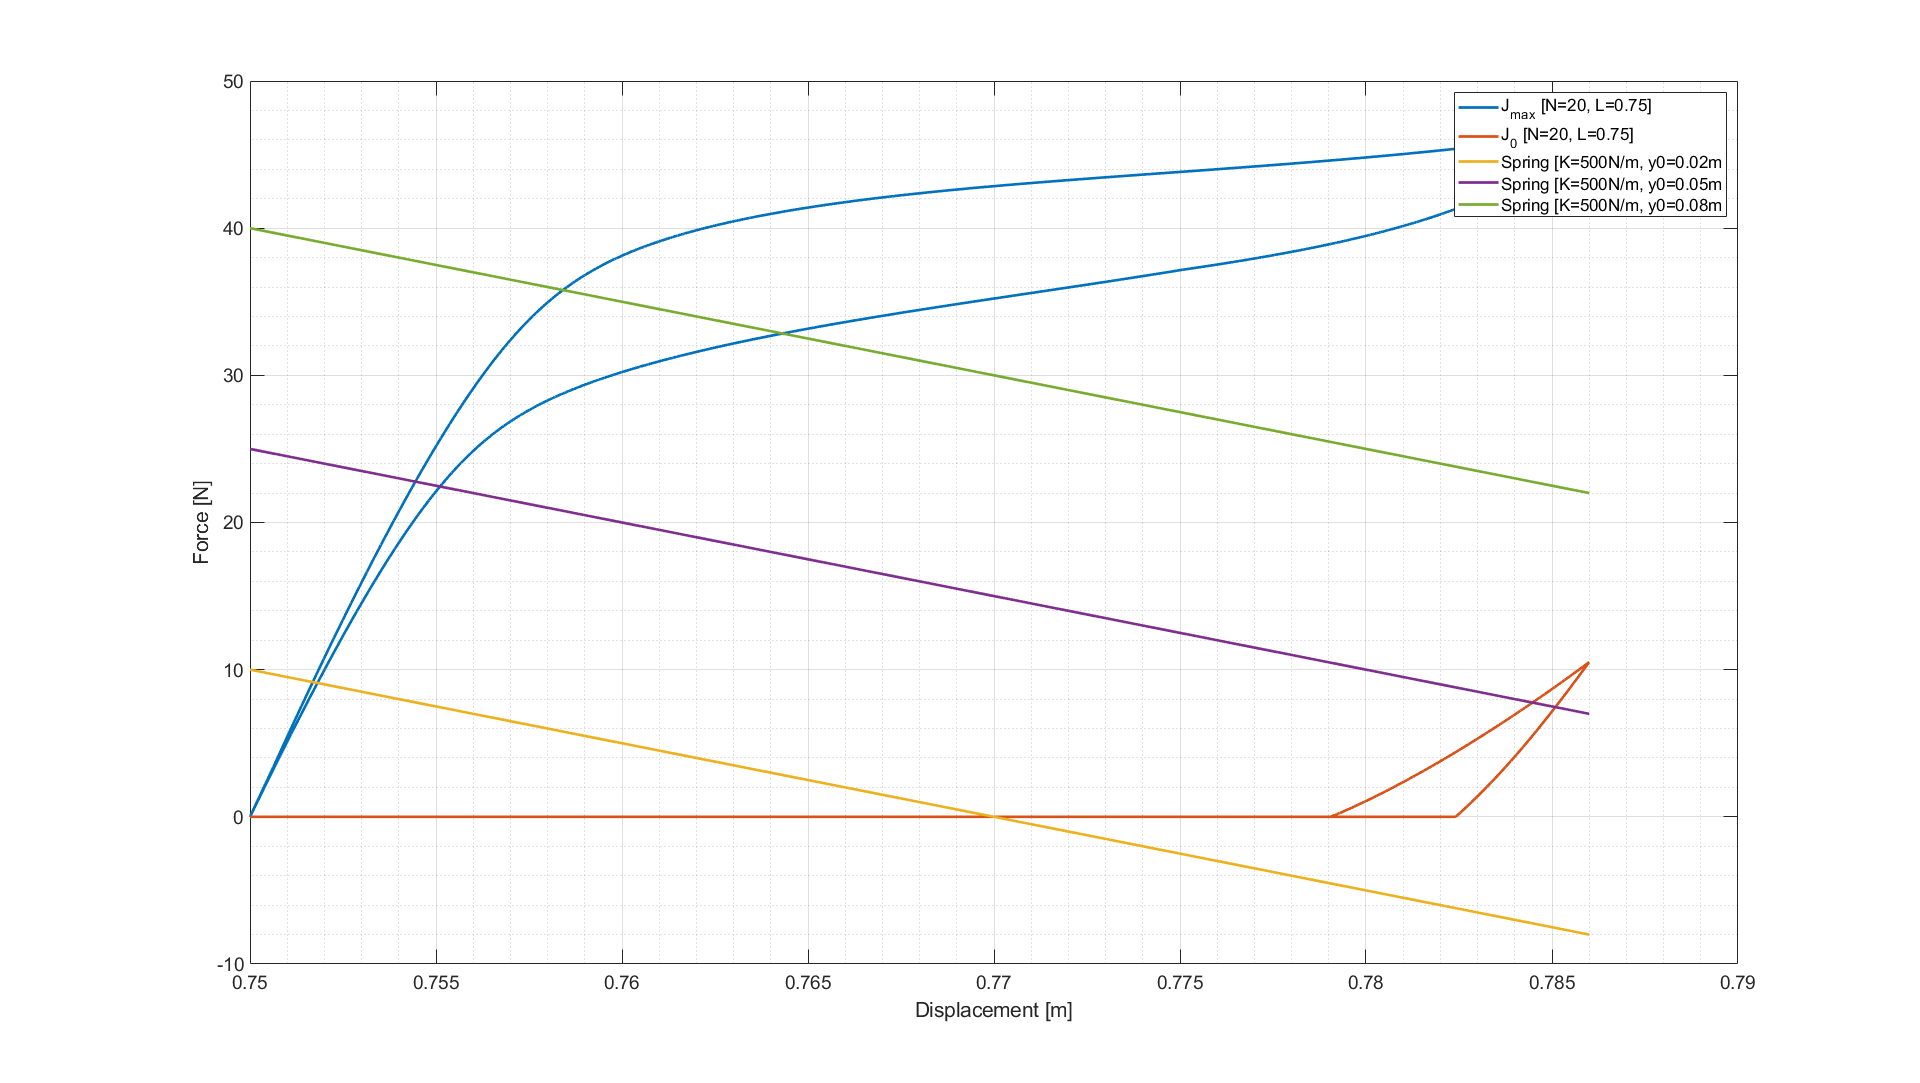 50
40
30
20
10
0
-10
Force [N]
0.75 0.755 0.76 0.765 0.77 0.775 0.78 0.785 0.79
Displacement [m]
J_max [N=20, L=0.75]
J_0 [N=20, L=0.75]
Spring [K=500N/m, y0=0.02m
Spring [K=500N/m, y0=0.05m
Spring [K=500N/m, y0=0.08m